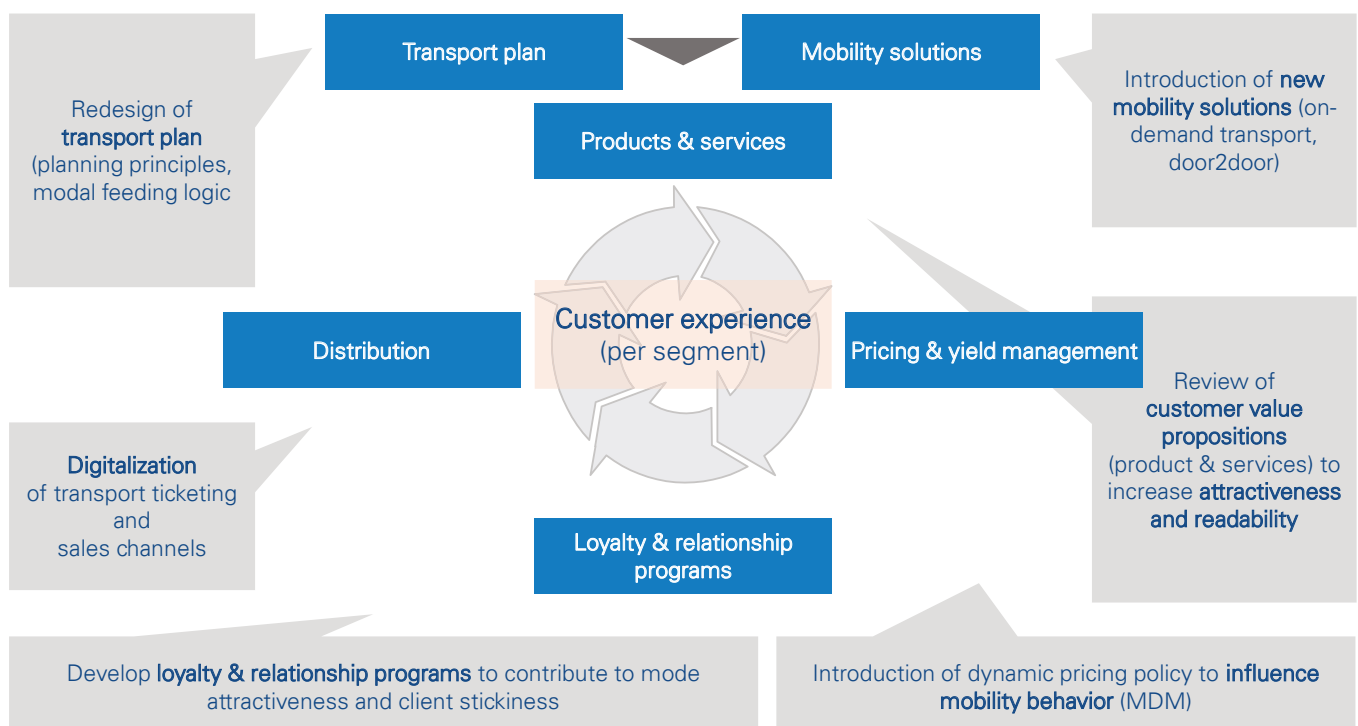 Transport plan
Mobility solutions
Redesign of
transport plan
(planning principles,
modal feeding logic
Introduction of new
mobility solutions (on-
demand transport,
door2door)
Products & services
Customer experience
(per segment)
Distribution
Pricing & yield management
Review of
customer value
propositions
(product & services) to
increase attractiveness
and readability
Digitalization
of transport ticketing
and
sales channels
Loyalty & relationship
programs
Develop loyalty & relationship programs to contribute to mode
attractiveness and client stickiness
Introduction of dynamic pricing policy to influence
mobility behavior (MDM)